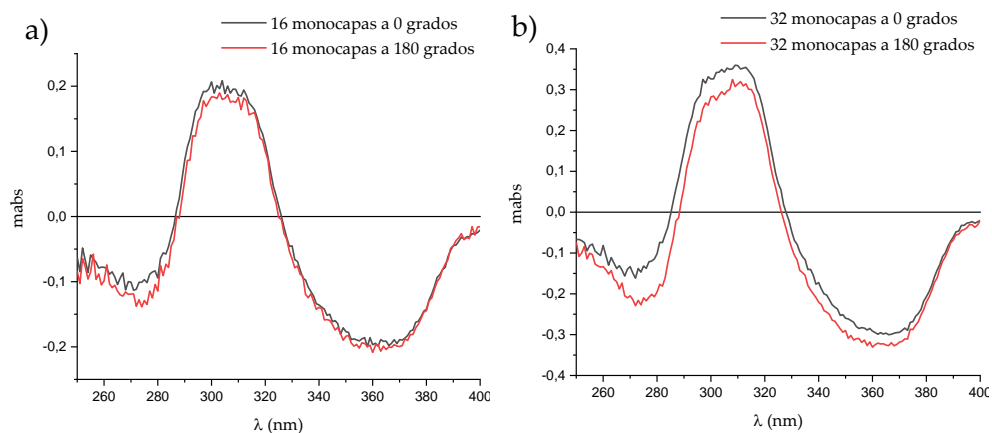 a)
16 monocapas a 0 grados
16 monocapas a 180 grados
0,2
0,1
0,0
-0,1
-0,2
mabs
260 280 300 320 340 360 380 400
λ (nm)
b)
32 monocapas a 0 grados
32 monocapas a 180 grados
0,4
0,3
0,2
0,1
0,0
-0,1
-0,2
-0,3
-0,4
mabs
260 280 300 320 340 360 380 400
λ (nm)